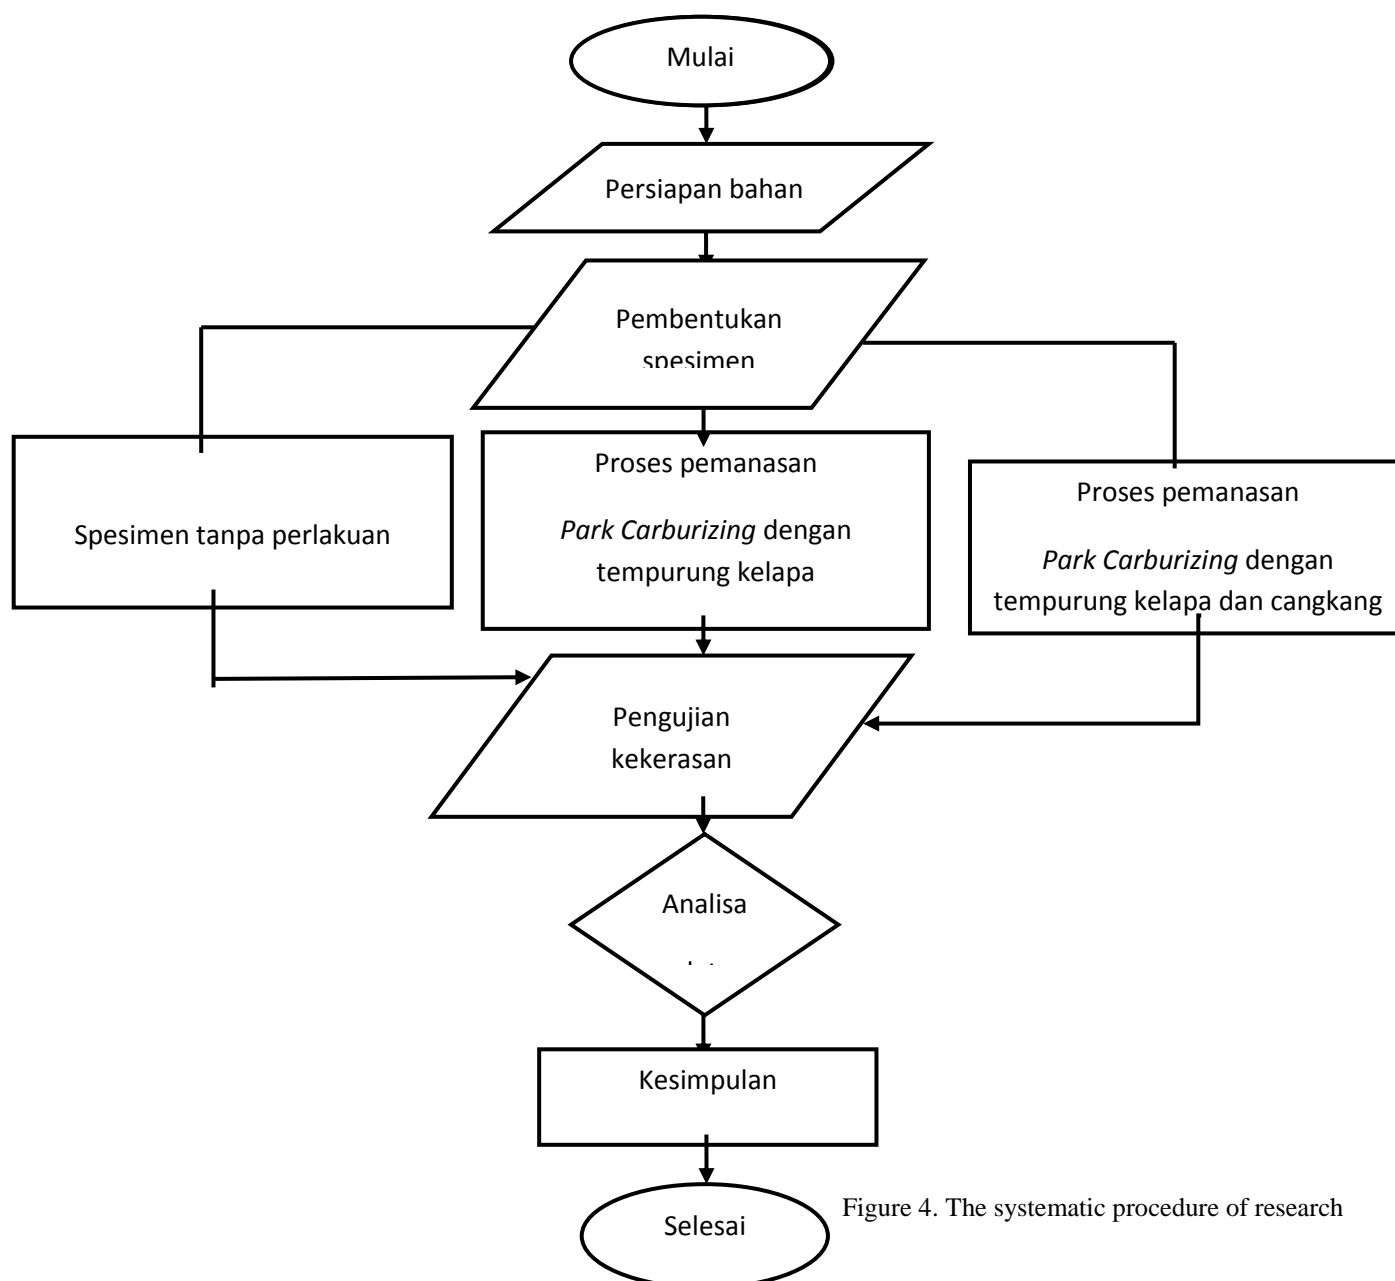 Mulai
Persiapan bahan
Pembentukan
spesimen
Spesimen tanpa perlakuan
Proses pemanasan
Park Carburizing dengan
tempurung kelapa
Proses pemanasan
Park Carburizing dengan
tempurung kelapa dan cangkang
Pengujian
kekerasan
Analisa
Kesimpulan
Selesai
Figure 4. The systematic procedure of research